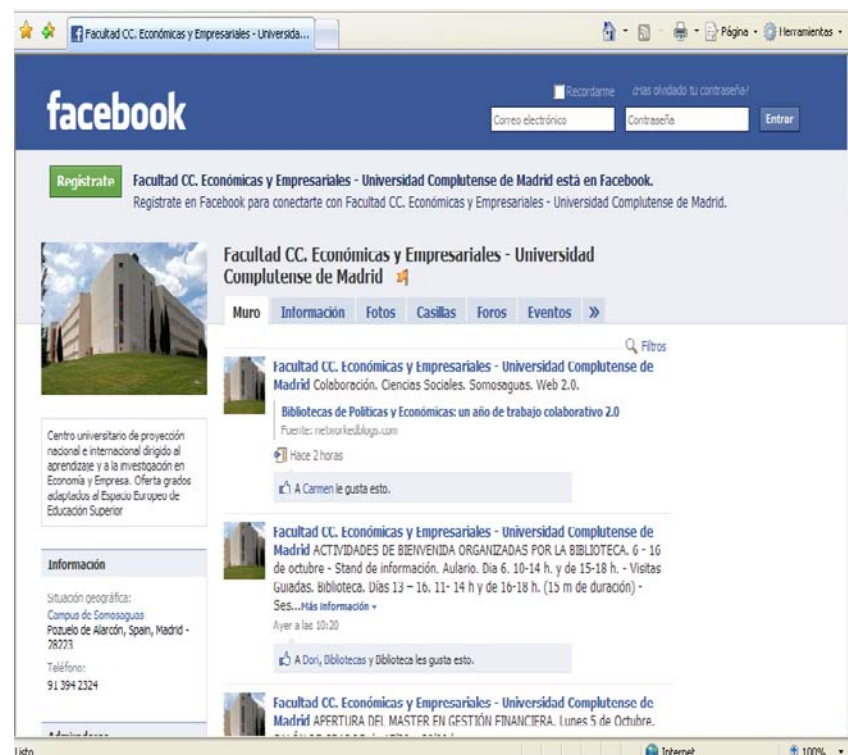 Facultad CC. Económicas y Empresariales - Universida...
Página
Herramientas
facebook
Recordarme
¿Has olvidado tu contraseña?
Correo electrónico
Contraseña
Entrar
Regístrate
Facultad CC. Económicas y Empresariales - Universidad Complutense de Madrid está en Facebook.
Regístrate en Facebook para conectarte con Facultad CC. Económicas y Empresariales - Universidad Complutense de Madrid.
Facultad CC. Económicas y Empresariales - Universidad
Complutense de Madrid
Muro Información Fotos Casillas Foros Eventos »
Filtros
Facultad CC. Económicas y Empresariales - Universidad Complutense de
Madrid Colaboración. Ciencias Sociales. Somosaguas. Web 2.0.
Bibliotecas de Políticas y Económicas: un año de trabajo colaborativo 2.0
Fuente: networkedblogs.com
Hace 2 horas
A Carmen le gusta esto.
Centro universitario de proyección
nacional e internacional dirigido al
aprendizaje y a la investigación en
Economía y Empresa. Oferta grados
adaptados al Espacio Europeo de
Educación Superior
Información
Situación geográfica:
Campus de Somosaguas
Pozuelo de Alarcón, Spain, Madrid -
28223
Teléfono:
91 394 2324
Facultad CC. Económicas y Empresariales - Universidad Complutense de
Madrid ACTIVIDADES DE BIENVENIDA ORGANIZADAS POR LA BIBLIOTECA. 6 - 16
de octubre - Stand de información. Aulario. Dia 6. 10-14 h. y de 15-18 h. - Visitas
Guiadas. Biblioteca. Días 13 – 16. 11- 14 h y de 16-18 h. (15 m de duración) -
Ses...Más información
Ayer a las 10:20
A Dori, Bibliotecas y Biblioteca les gusta esto.
Facultad CC. Económicas y Empresariales - Universidad Complutense de
Madrid APERTURA DEL MASTER EN GESTIÓN FINANCIERA. Lunes 5 de Octubre.
Listo
Internet
100%